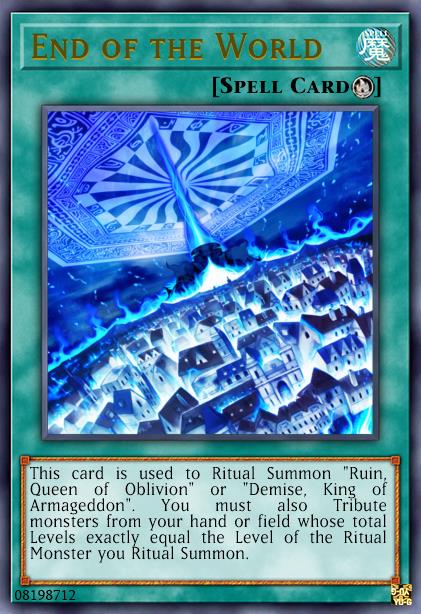 End of the World
SPELL
魔
[Spell Card]
This card is used to Ritual Summon "Ruin,
Queen of Oblivion" or "Demise, King of
Armageddon". You must also Tribute
monsters from your hand or field whose total
Levels exactly equal the Level of the Ritual
Monster you Ritual Summon.
08198712